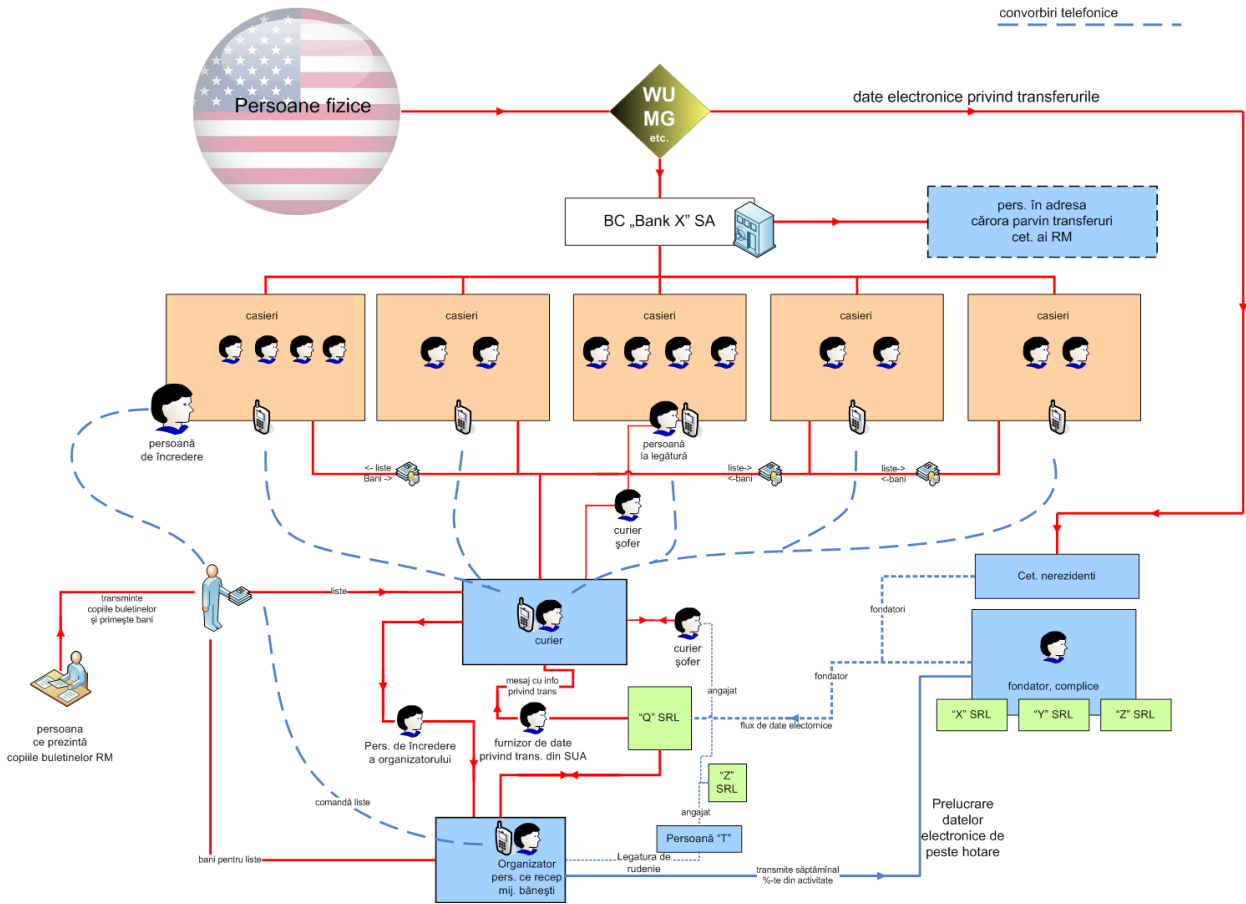 convorbiri telefonice
Persoane fizice
WU
MG
etc.
date electronice privind transferurile
BC „Bank X” SA
pers. în adresa
cărora parvin transferuri
cet. ai RM
casieri
casieri
casieri
casieri
casieri
persoană
de încredere
persoană
la legătură
<- liste
Bani ->
liste->
<-bani
liste->
<-bani
curier
şofer
Cet. nerezidenti
transminte
copiile buletinelor
şi primeşte bani
liste
curier
curier
şofer
fondatori
fondator, complice
"X" SRL
"Y" SRL
"Z" SRL
persoana
ce prezintă
copiile buletinelor RM
mesaj cu info
privind trans
angajat
fondator
Pers. de încredere
a organizatorului
furnizor de date
privind trans. din SUA
"Q" SRL
flux de date electornice
"Z"
SRL
comandă liste
angajat
Persoană "T"
Prelucrare
datelor
electronice de
peste hotare
bani pentru liste
Organizator
pers. ce recep
mij. băneşti
Legatura de
rudenie
transmite săptămînal
%-te din activitate